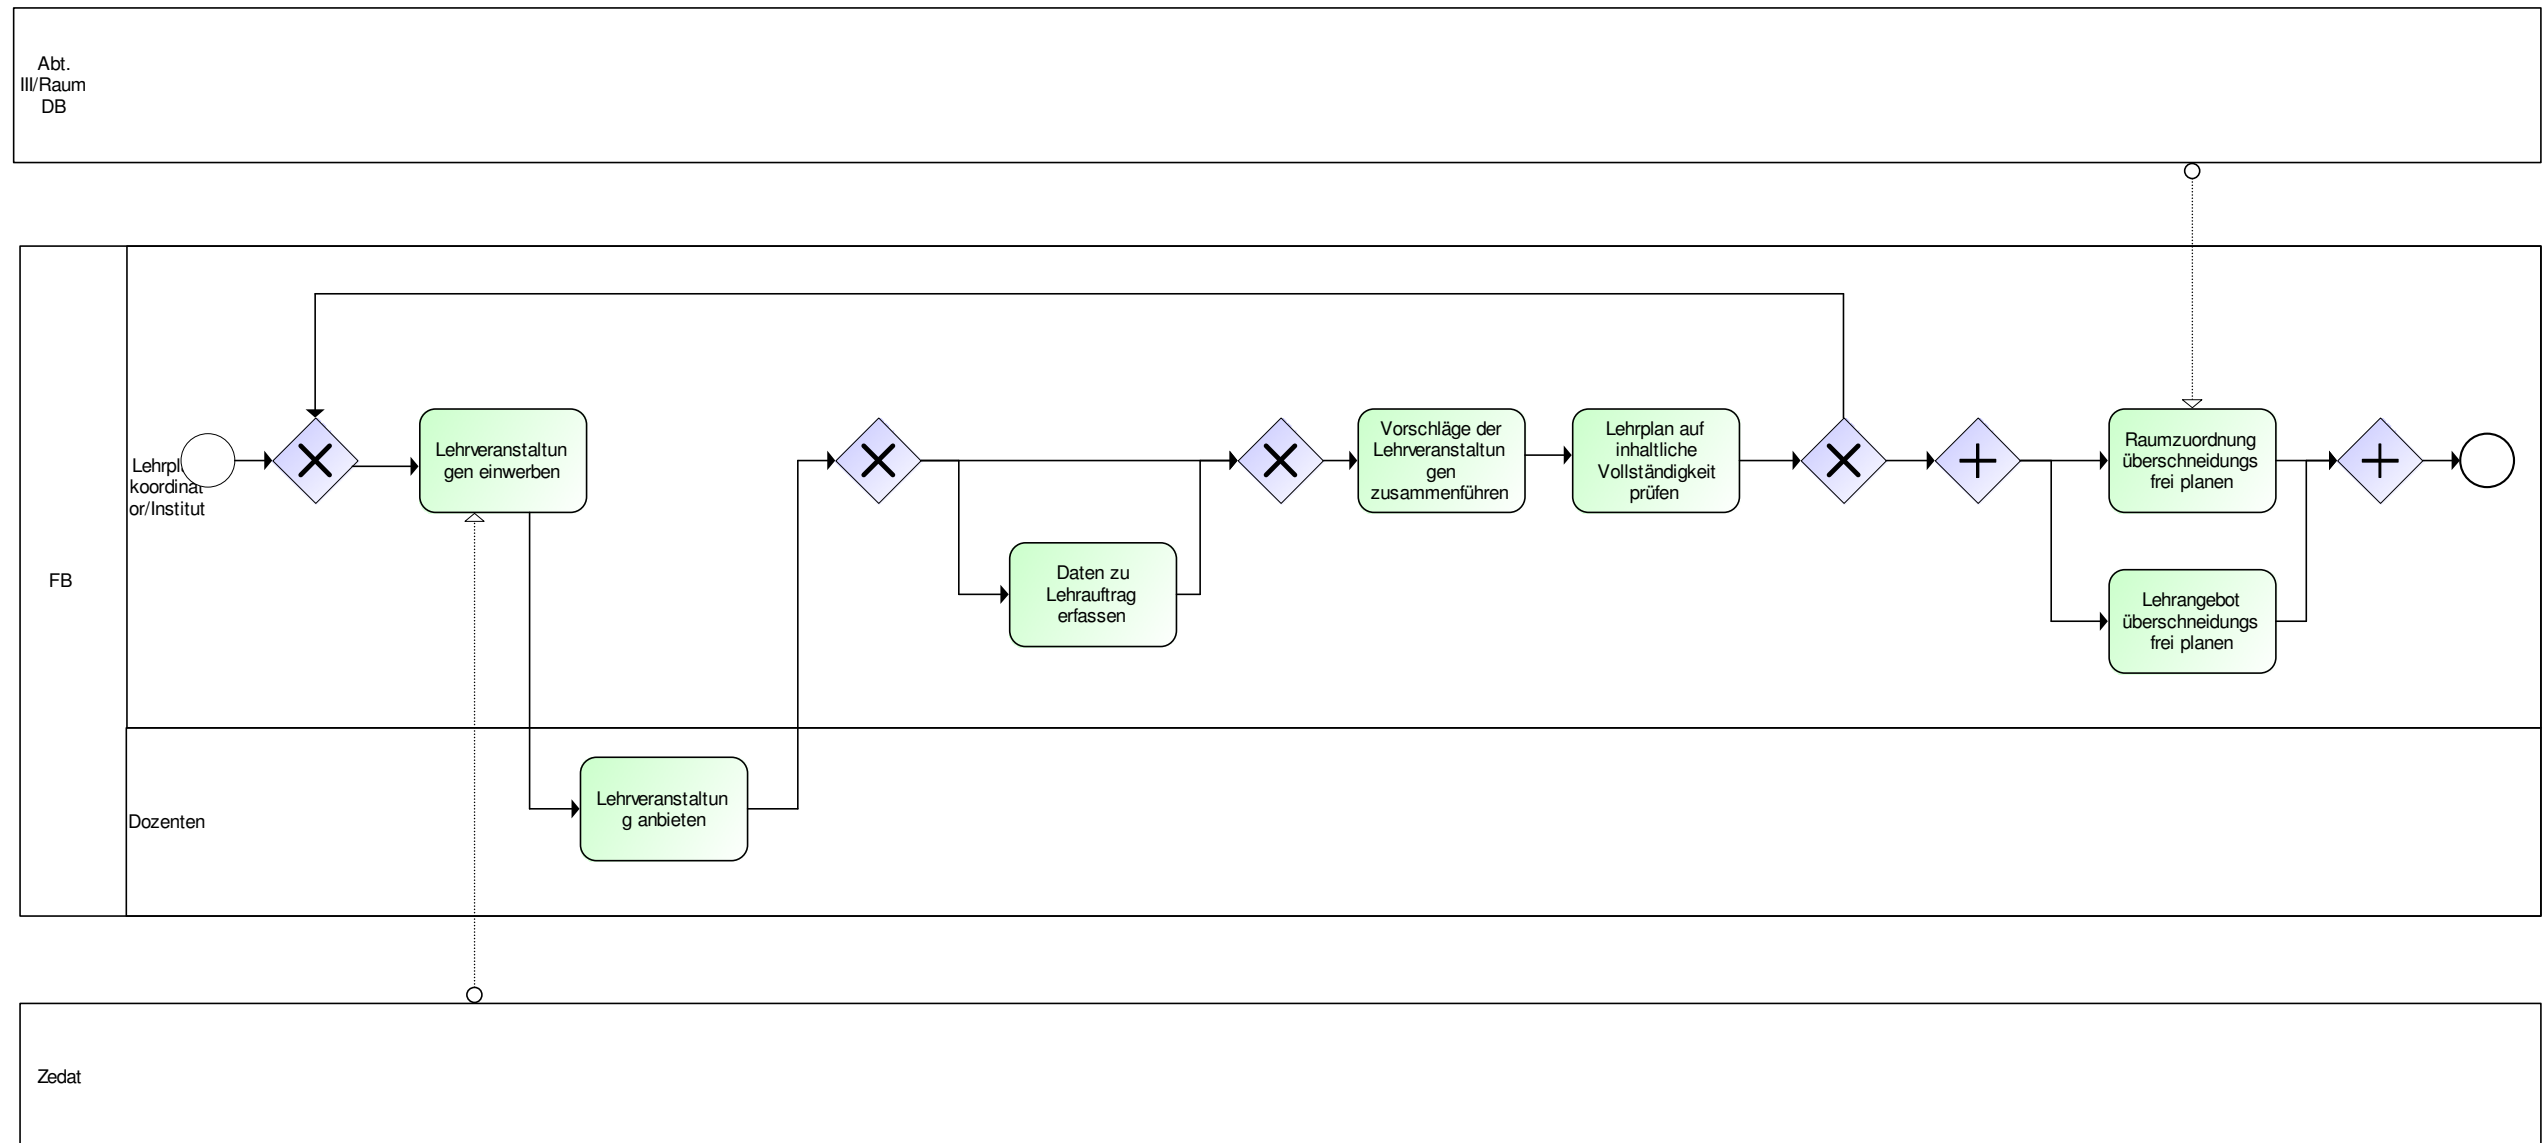 Abt.
III/Raum
DB
FB
koordinat
or/Institut
Lehrveranstaltun
gen einwerben
Daten zu
Lehrauftrag
erfassen
Vorschläge der
Lehrveranstaltun
gen
zusammenführen
Lehrplan auf
inhaltliche
Vollständigkeit
prüfen
Raumzuordnung
überschneidungs
frei planen
Lehrangebot
überschneidungs
frei planen
Dozenten
Lehrveranstaltun
g anbieten
Zedat